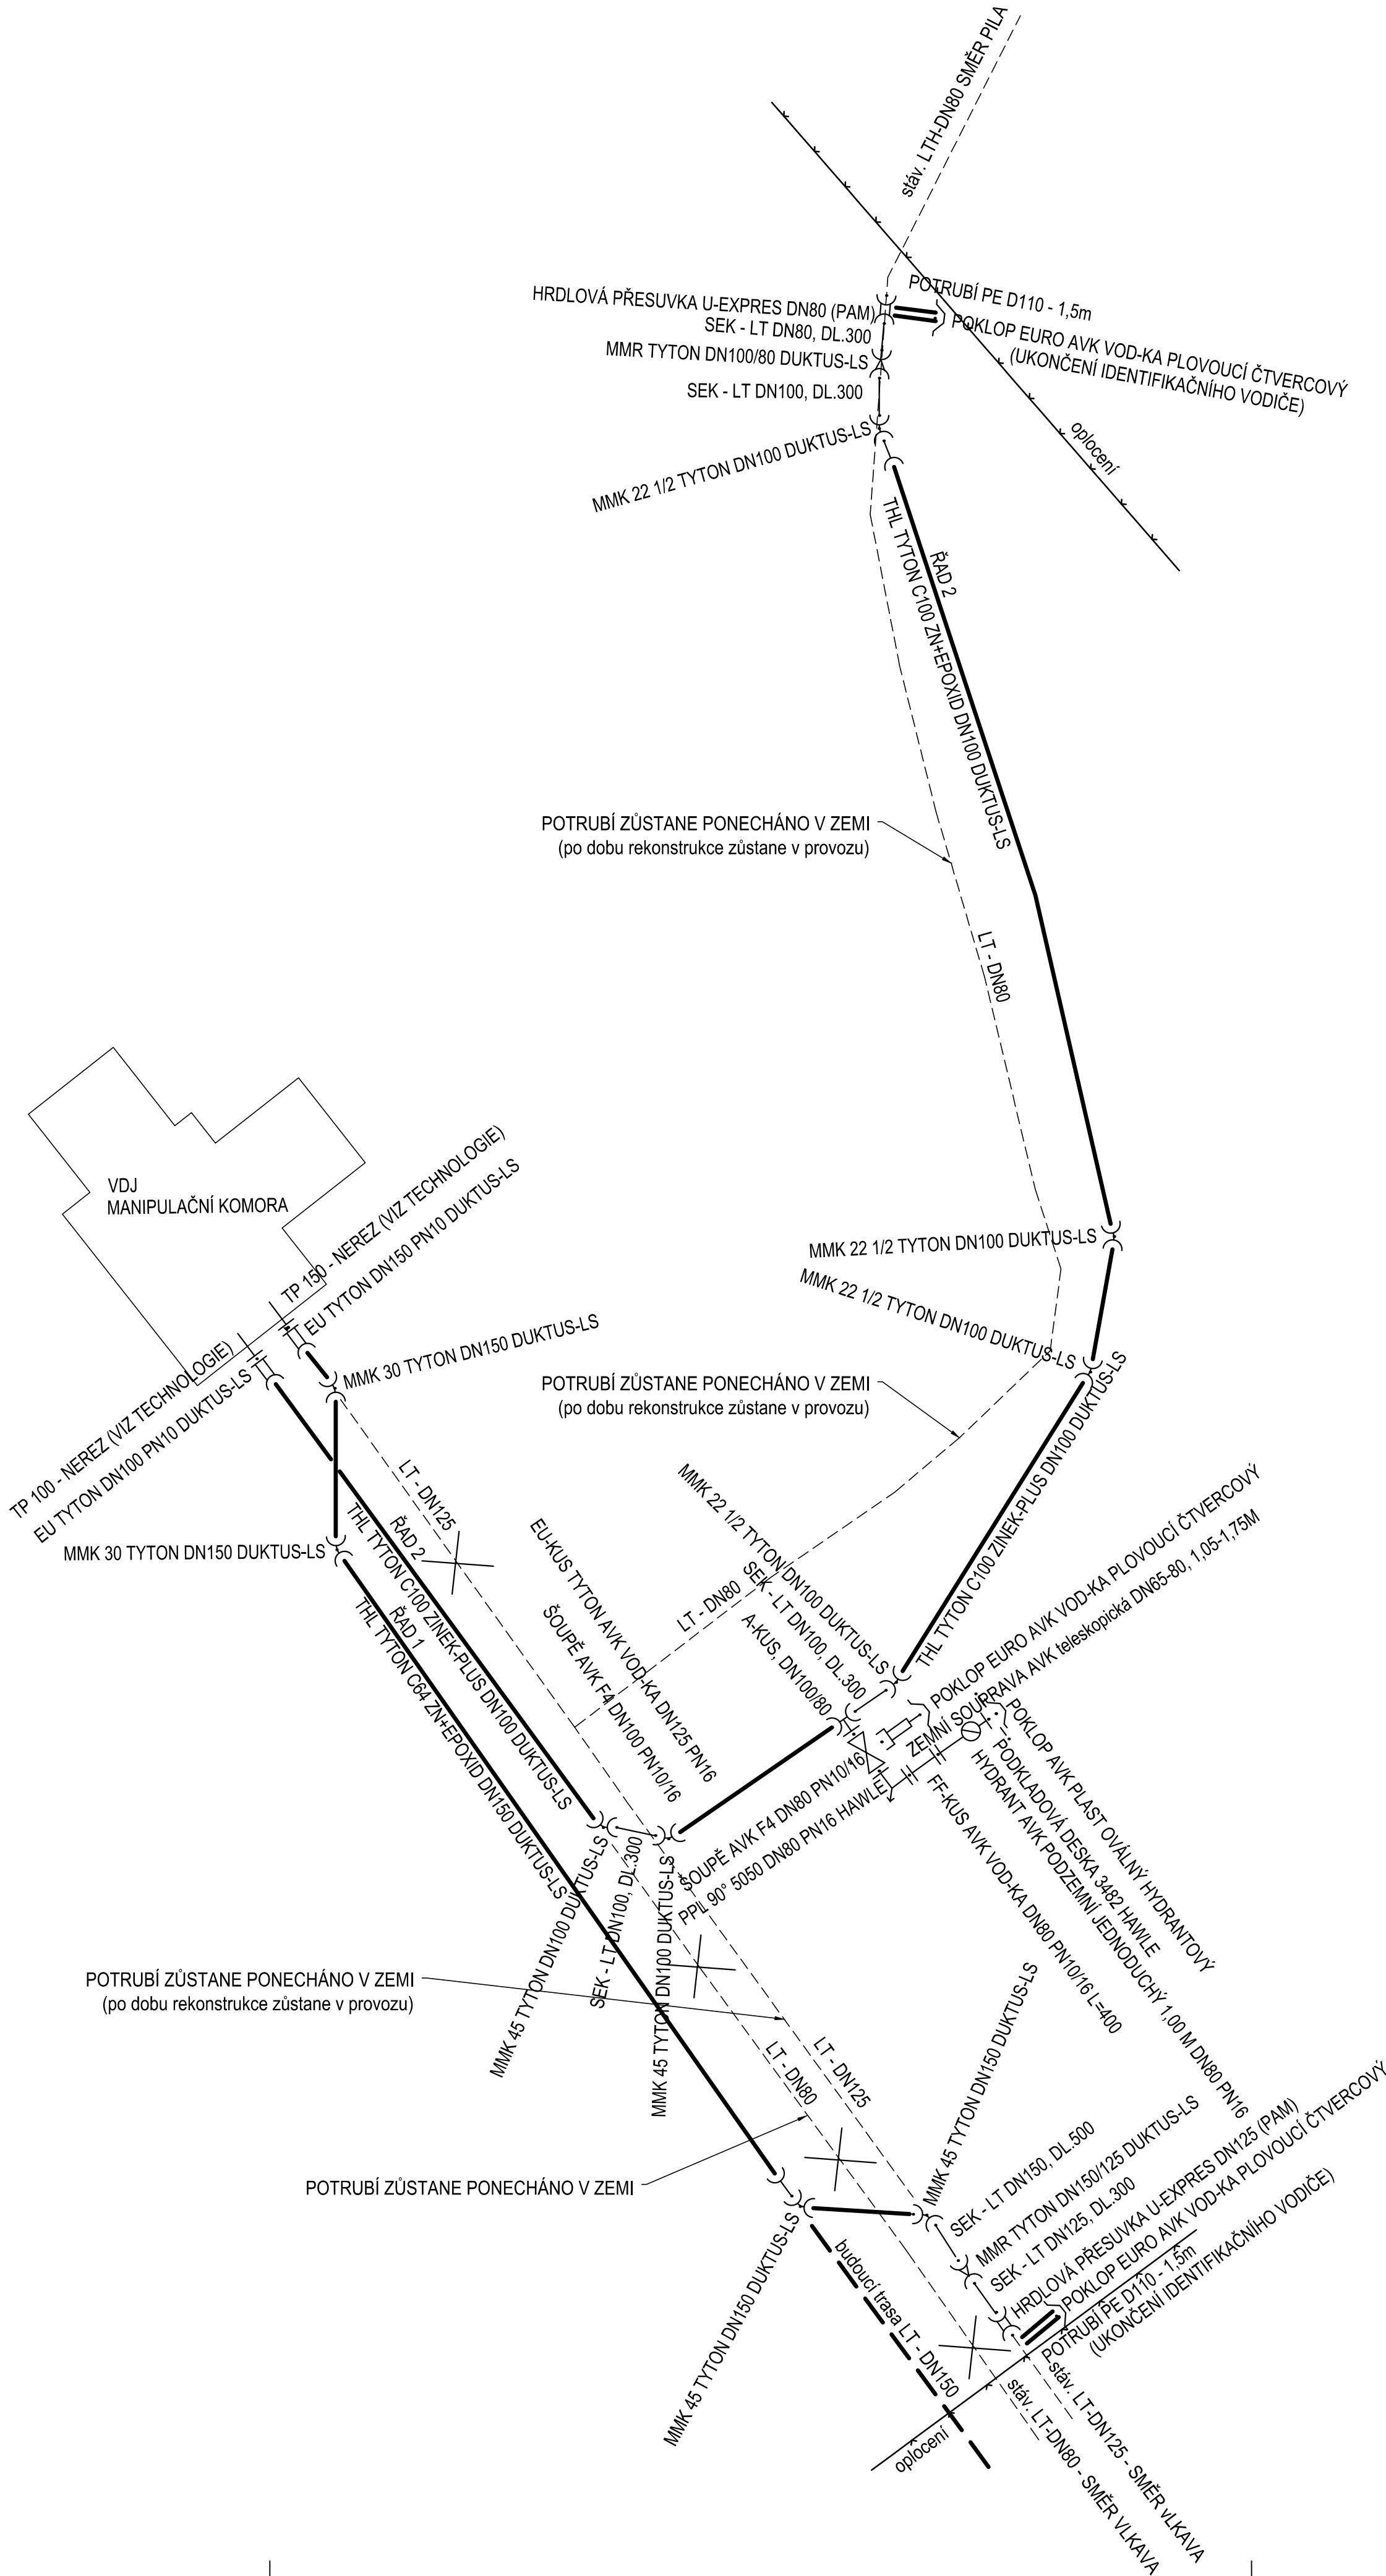 stáv. LTH-DN80 SMĚR PILA
HRDLOVÁ PŘESUVKA U-EXPRES DN80 (PAM)
SEK - LT DN80, DL.300
MMR TYTON DN100/80 DUKTUS-LS
SEK - LT DN100, DL.300
MMK 22 1/2 TYTON DN100 DUKTUS-LS
POTRUBÍ PE D110 - 1,5m
POKLOP EURO AVK VOD-KA PLOVOUCÍ ČTVERCOVÝ
(UKONČENÍ IDENTIFIKAČNÍHO VODIČE)
oplocení
ŘAD 2
THL TYTON C100 ZN+EPOXID DN100 DUKTUS-LS
POTRUBÍ ZŮSTANE PONECHÁNO V ZEMI
(po dobu rekonstrukce zůstane v provozu)
LT - DN80
VDJ
MANIPULAČNÍ KOMORA
TP 150 - NEREZ (VIZ TECHNOLOGIE)
EU TYTON DN150 PN10 DUKTUS-LS
MMK 22 1/2 TYTON DN100 DUKTUS-LS
MMK 22 1/2 TYTON DN100 DUKTUS-LS
MMK 30 TYTON DN150 DUKTUS-LS
TP 100 - NEREZ (VIZ TECHNOLOGIE)
EU TYTON DN100 PN10 DUKTUS-LS
POTRUBÍ ZŮSTANE PONECHÁNO V ZEMI
(po dobu rekonstrukce zůstane v provozu)
THL TYTON C100 ZINEK-PLUS DN100 DUKTUS-LS
LT - DN125
MMK 30 TYTON DN150 DUKTUS-LS
ŘAD 2
THL TYTON C100 ZINEK-PLUS DN100 DUKTUS-LS
ŘAD 1
THL TYTON C64 ZN+EPOXID DN150 DUKTUS-LS
EU-KUS TYTON AVK VOD-KA DN125 PN16
ŠOUPĚ AVK F4 DN100 PN10/16
LT - DN80
MMK 22 1/2 TYTON DN100 DUKTUS-LS
SEK - LT DN100, DL.300
A-KUS, DN100/80
POKLOP EURO AVK VOD-KA PLOVOUCÍ ČTVERCOVÝ
ZEMNÍ SOUPRAVA AVK teleskopická DN65-80, 1,05-1,75M
ŠOUPĚ AVK F4 DN80 PN10/16
PPL 90° 5050 DN80 PN16 HAWLE
POKLOP AVK PLAST OVÁLNÝ HYDRANTOVÝ
PODKLADOVÁ DESKA 3482 HAWLE
HYDRANT AVK PODZEMNÍ JEDNODUCHÝ 1,00 M DN80 PN16
FF-KUS AVK VOD-KA DN80 PN10/16 L=400
MMK 45 TYTON DN100 DUKTUS-LS
SEK - LT DN100, DL.300
MMK 45 TYTON DN100 DUKTUS-LS
POTRUBÍ ZŮSTANE PONECHÁNO V ZEMI
(po dobu rekonstrukce zůstane v provozu)
LT - DN80
LT - DN125
MMK 45 TYTON DN150 DUKTUS-LS
POTRUBÍ ZŮSTANE PONECHÁNO V ZEMI
SEK - LT DN150, DL.500
MMR TYTON DN150/125 DUKTUS-LS
SEK - LT DN125, DL.300
HRDLOVÁ PŘESUVKA U-EXPRES DN125 (PAM)
POKLOP EURO AVK VOD-KA PLOVOUCÍ ČTVERCOVÝ
POTRUBÍ PE D110 - 1,5m
(UKONČENÍ IDENTIFIKAČNÍHO VODIČE)
MMK 45 TYTON DN150 DUKTUS-LS
budoucí trasa LT - DN150
oplocení
stáv. LT-DN125 - SMĚR vLKAVA
stáv. LT-DN80 - SMĚR VLKAVA